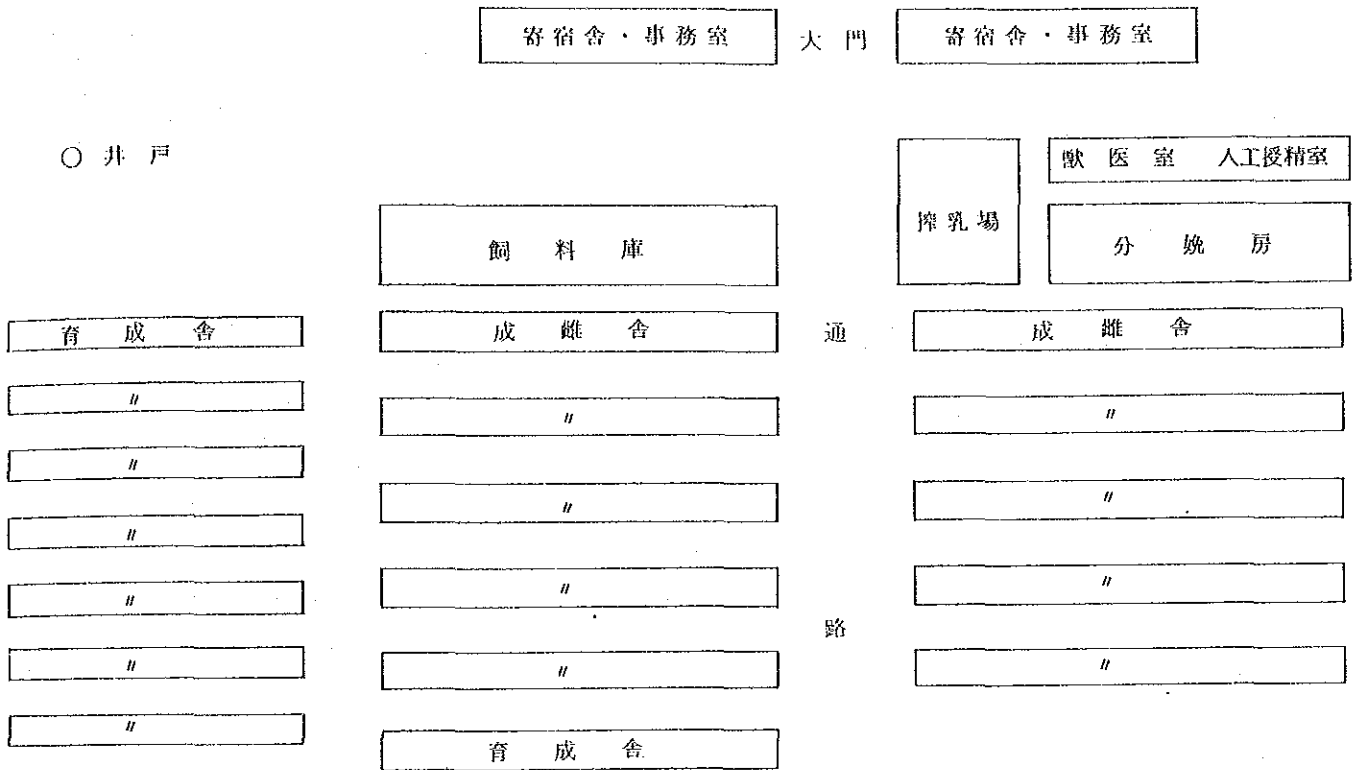 寄宿舎・事務室 大門 寄宿舎・事務室
○ 井戸
獣医室 人工授精室
搾乳場
飼料庫 分娩房
育成舎 成雌舎 通 成雌舎
〃 〃 〃
〃 〃 〃
〃
〃 〃 〃
路
〃 〃 〃
〃
育成舎